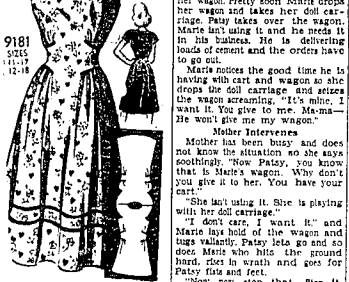 9181
SIZES
11-17
12-18
her wagon. Pretty soon Marie drops
her wagon and takes her doll car-
riage. Patsy takes over the wagon.
Marie isn't using it and he needs it
in his business. He is delivering
loads of cement and the orders have
to go out.
Marie notices the good time he is
having with cart and wagon so she
drops the doll carriage and seizes
the wagon screaming, "It's mine, I
want it. You give to me. Ma-ma—
He won't give me my wagon."
Mother Intervenes
Mother has been busy and does
not know the situation so she says
soothingly, "Now Patsy, you know
that is Marie's wagon. Why don't
you give it to her. You have your
cart."
"She isn't using it. She is playing
with her doll carriage."
"I don't care, I want it," and
Marie lays hold of the wagon and
tugs valiantly. Patsy lets go and so
does Marie who hits the ground
hard, rises in wrath and goes for
Patsy fists and feet.
"Now, now, stop that. Stop it